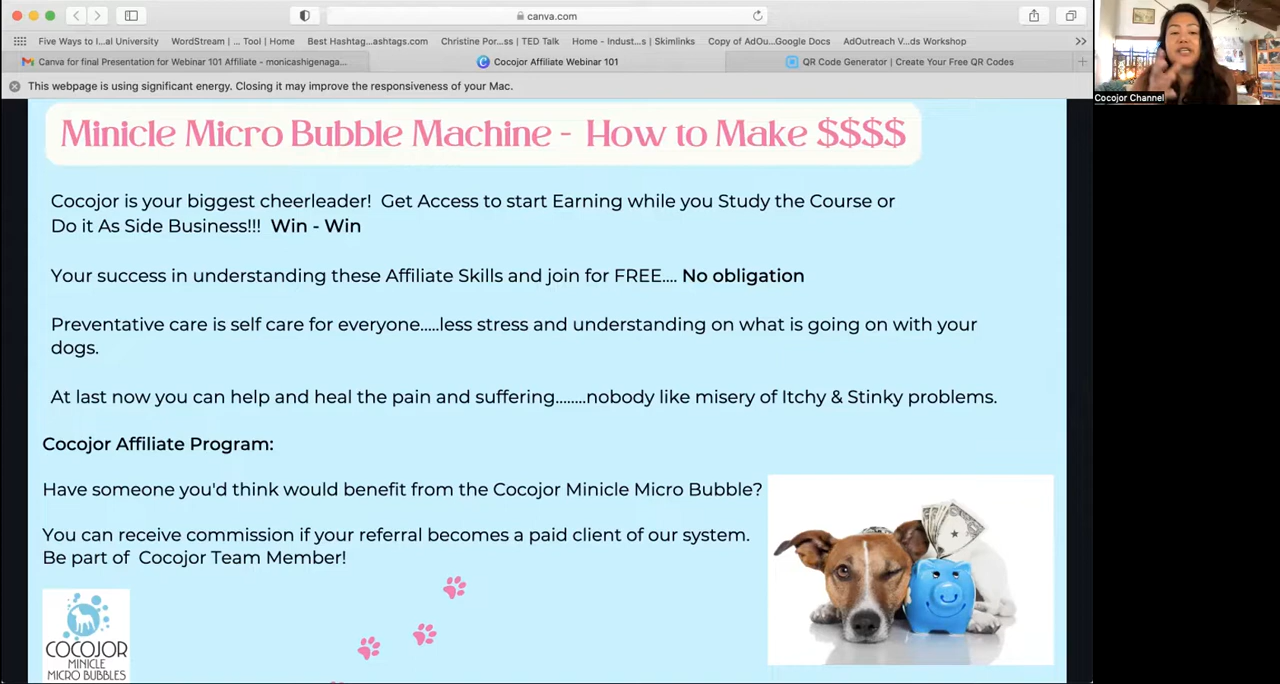 canva.com
Five Ways to I...al University
WordStream | ... Tool | Home
Best Hashtag...ashtags.com
Christine Por...ss | TED Talk
Home - Indust...s | Skimlinks
Copy of AdOu...Google Docs
AdOutreach V...ds Workshop
Canva for final Presentation for Webinar 101 Affiliate - monicashigenaga...
Cocojor Affiliate Webinar 101
QR Code Generator | Create Your Free QR Codes
This webpage is using significant energy. Closing it may improve the responsiveness of your Mac.
Cocojor Channel
Minicle Micro Bubble Machine - How to Make $$$$
Cocojor is your biggest cheerleader! Get Access to start Earning while you Study the Course or
Do it As Side Business!!! Win - Win
Your success in understanding these Affiliate Skills and join for FREE.... No obligation
Preventative care is self care for everyone.....less stress and understanding on what is going on with your
dogs.
At last now you can help and heal the pain and suffering........nobody like misery of Itchy & Stinky problems.
Cocojor Affiliate Program:
Have someone you'd think would benefit from the Cocojor Minicle Micro Bubble?
You can receive commission if your referral becomes a paid client of our system.
Be part of Cocojor Team Member!
COCOJOR
MINICLE
MICRO BUBBLES